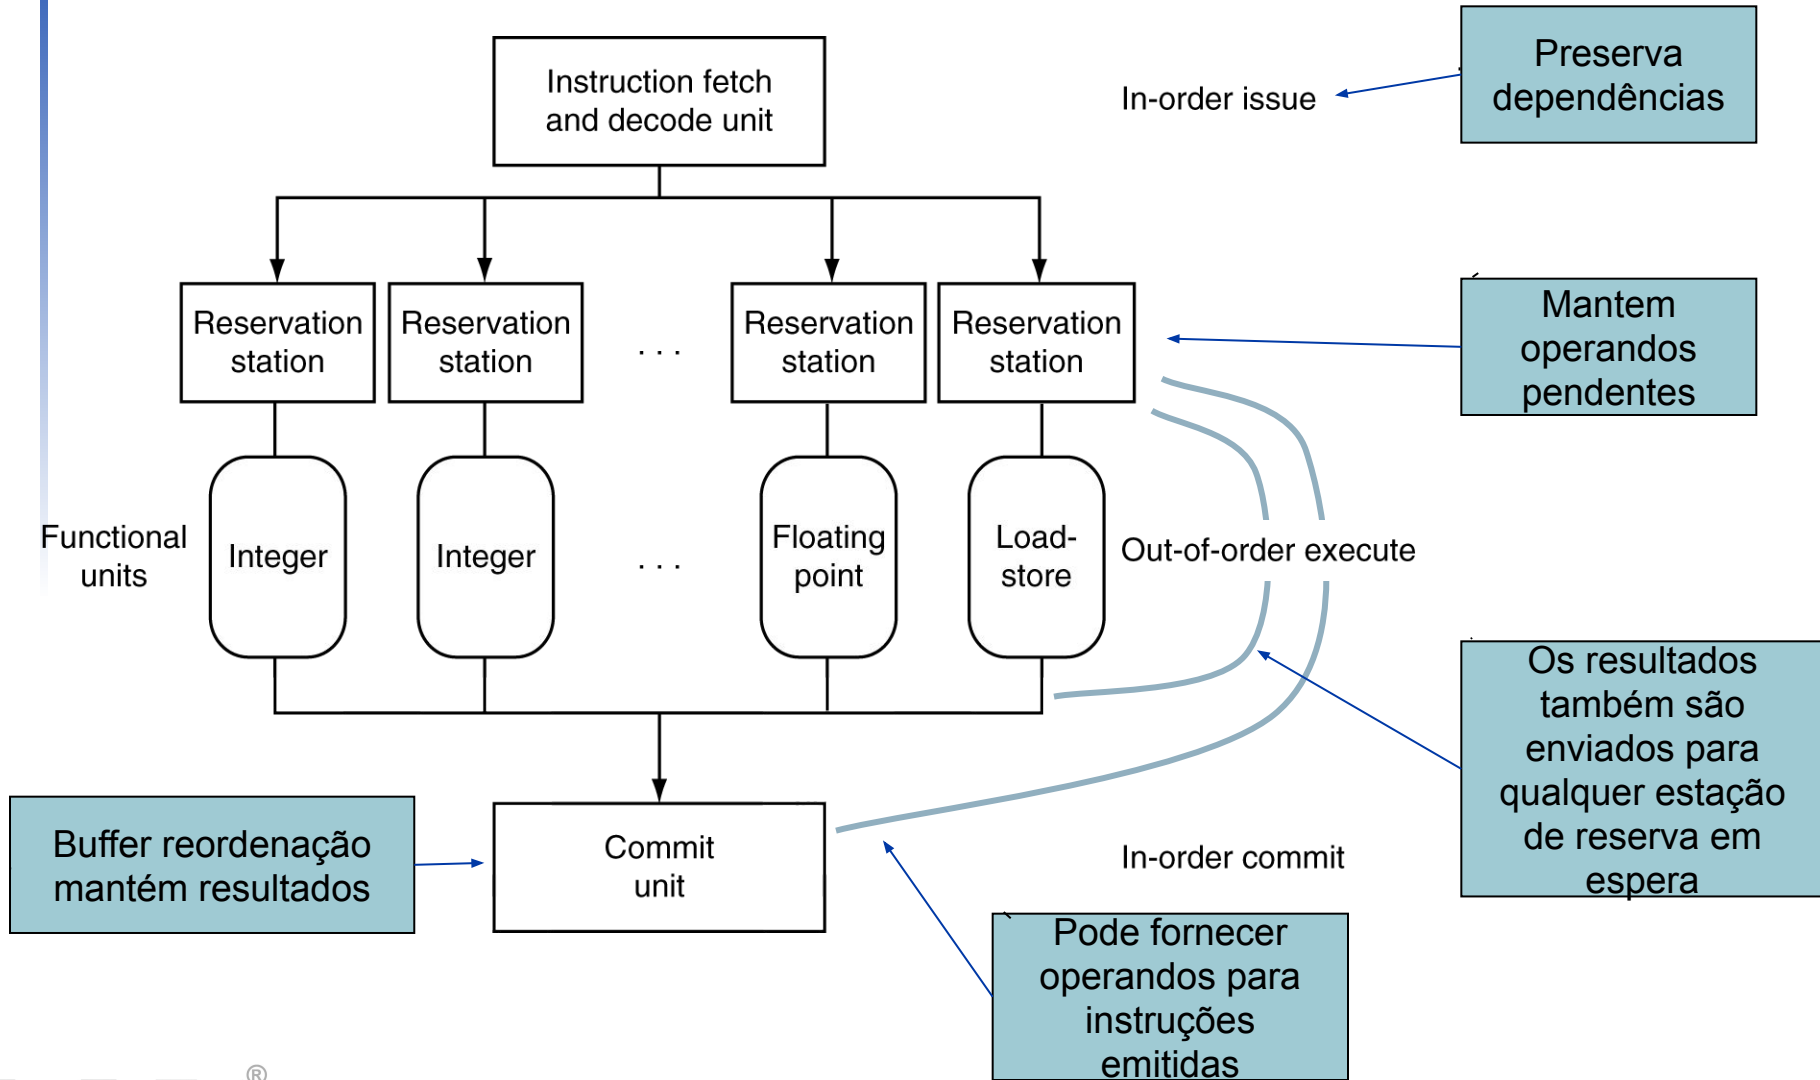 Instruction fetch
and decode unit
In-order issue
Preserva
dependências
Reservation
station
Reservation
station
. . .
Reservation
station
Reservation
station
Mantem
operandos
pendentes
Functional
units
Integer
Integer
. . .
Floating
point
Load-
store
Out-of-order execute
Os resultados
também são
enviados para
qualquer estação
de reserva em
espera
Buffer reordenação
mantém resultados
Commit
unit
In-order commit
Pode fornecer
operandos para
instruções
emitidas
®